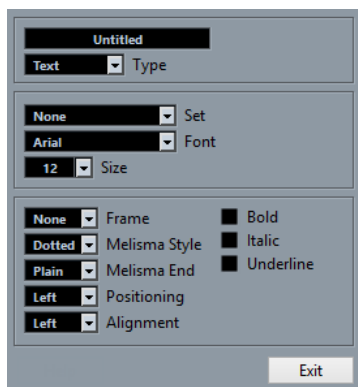 Untitled
Text Type
None Set
Arial Font
12 Size
None Frame Bold
Dotted Melisma Style Italic
Plain Melisma End Underline
Left Positioning
Left Alignment
Exit